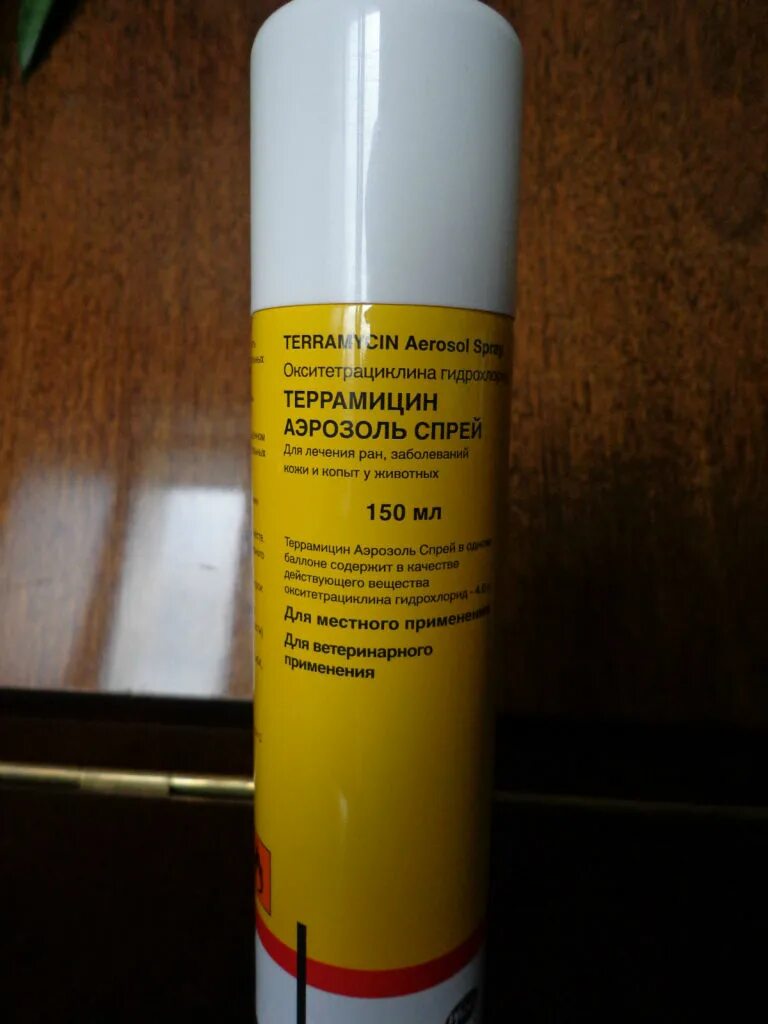 TERRAMYCIN Aerosol Spray
Окситетрациклина
ТЕРРАМИЦИН
АЭРОЗОЛЬ СПРЕЙ
Для лечения ран, заболеваний
кожи и копыт у животных
150 мл
Террамицин Аэрозоль Спрей в одном
баллоне содержит в качестве
действующего вещества
окситетрациклина гидрохлорид -
Для местного применения
Для ветеринарного
применения